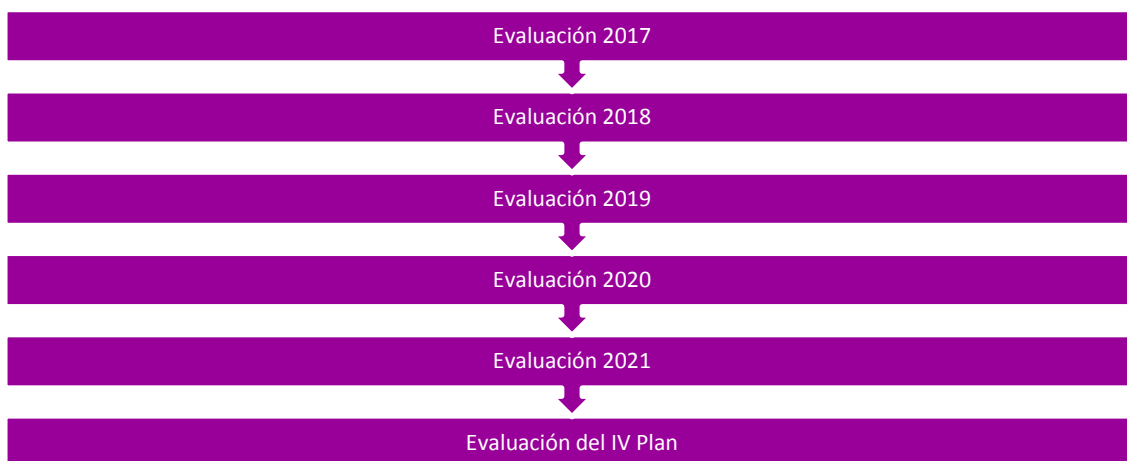 Evaluación 2017
Evaluación 2018
Evaluación 2019
Evaluación 2020
Evaluación 2021
Evaluación del IV Plan